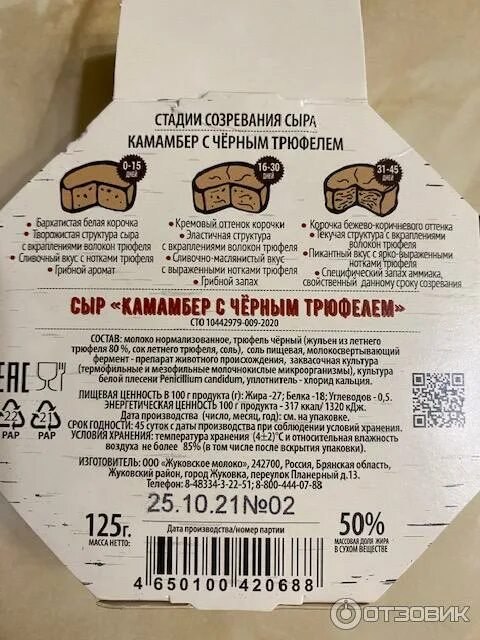 СТАДИИ СОЗРЕВАНИЯ СЫРА
КАМАМБЕР С ЧЁРНЫМ ТРЮФЕЛЕМ
0-15 ДНЕЙ
16-30 ДНЕЙ
31-45 ДНЕЙ
• Бархатистая белая корочка
• Творожистая структура сыра
с вкраплениями волокон трюфеля
• Сливочный вкус с нотками трюфеля
• Грибной аромат
• Кремовый оттенок корочки
• Эластичная структура
с вкраплениями волокон трюфеля
• Сливочно-маслянистый вкус
с выраженными нотками трюфеля
• Грибной запах
• Корочка бежево-коричневого оттенка
• Текучая структура с вкраплениями
волокон трюфеля
• Пикантный вкус с ярко-выраженными
нотками трюфеля
• Специфический запах аммиака,
свойственный данному сроку созревания
СЫР «КАМАМБЕР С ЧЁРНЫМ ТРЮФЕЛЕМ»
СТО 10442979-009-2020
СОСТАВ: молоко нормализованное, трюфель чёрный (жульен из летнего
трюфеля 80 %, сок летнего трюфеля, соль), соль пищевая, молокосвертывающий
фермент - препарат животного происхождения, заквасочная культура
(термофильные и мезофильные молочнокислые микроорганизмы), культура
белой плесени Penicillium candidum, уплотнитель - хлорид кальция.
ПИЩЕВАЯ ЦЕННОСТЬ В 100 г продукта (г): Жира -27; Белка -18; Углеводов - 0,5.
ЭНЕРГЕТИЧЕСКАЯ ЦЕННОСТЬ 100 г продукта - 317 ккал/ 1320 кДж.
Дата производства (число, месяц, год): см. на упаковке.
СРОК ГОДНОСТИ: 45 суток с даты производства при соблюдении условий хранения.
УСЛОВИЯ ХРАНЕНИЯ: температура хранения (4±2)°С и относительная влажность
воздуха не более 85% (в том числе после вскрытия упаковки).
ИЗГОТОВИТЕЛЬ: ООО «Жуковское молоко», 242700, Россия, Брянская область,
Жуковский район, город Жуковка, переулок Планерный д.13.
Телефон: 8-48334-3-22-51; 8-800-444-07-88
ЕАС
22
PAP
21
PAP
25.10.21№02
Дата производства/номер партии
125г.
МАССА НЕТТО:
50%
МАССОВАЯ ДОЛЯ ЖИРА
В СУХОМ ВЕЩЕСТВЕ
4 650100 420688
ОТЗОВИК